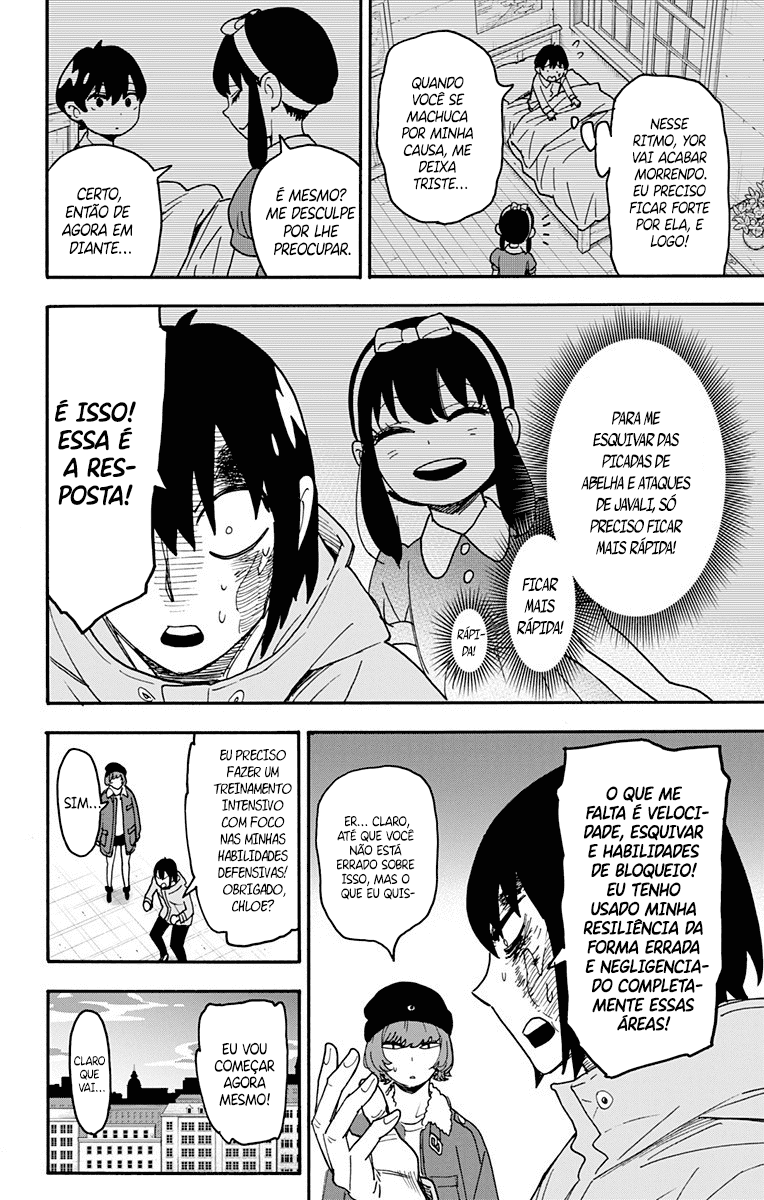 NESSE
RITMO, YOR
VAI ACABAR
MORRENDO.
EU PRECISO
FICAR FORTE
POR ELA, E
LOGO!
QUANDO
VOCÊ SE
MACHUCA
POR MINHA
CAUSA, ME
DEIXA
TRISTE...
É MESMO?
ME DESCULPE
POR LHE
PREOCUPAR.
CERTO,
ENTÃO DE
AGORA EM
DIANTE...
PARA ME
ESQUIVAR DAS
PICADAS DE
ABELHA E ATAQUES
DE JAVALI, SÓ
PRECISO FICAR
MAIS RÁPIDA!
FICAR
MAIS
RÁPIDA!
RÁPI-
DA!
É ISSO!
ESSA É
A RES-
POSTA!
O QUE ME
FALTA É VELOCI-
DADE, ESQUIVAR
E HABILIDADES
DE BLOQUEIO!
EU TENHO
USADO MINHA
RESILIÊNCIA DA
FORMA ERRADA
E NEGLIGENCIA-
DO COMPLETA-
MENTE ESSAS
ÁREAS!
ER... CLARO,
ATÉ QUE VOCÊ
NÃO ESTÁ
ERRADO SOBRE
ISSO, MAS O
QUE EU QUIS-
EU PRECISO
FAZER UM
TREINAMENTO
INTENSIVO
COM FOCO
NAS MINHAS
HABILIDADES
DEFENSIVAS!
OBRIGADO,
CHLOE?
SIM...
EU VOU
COMEÇAR
AGORA
MESMO!
CLARO
QUE
VAI...